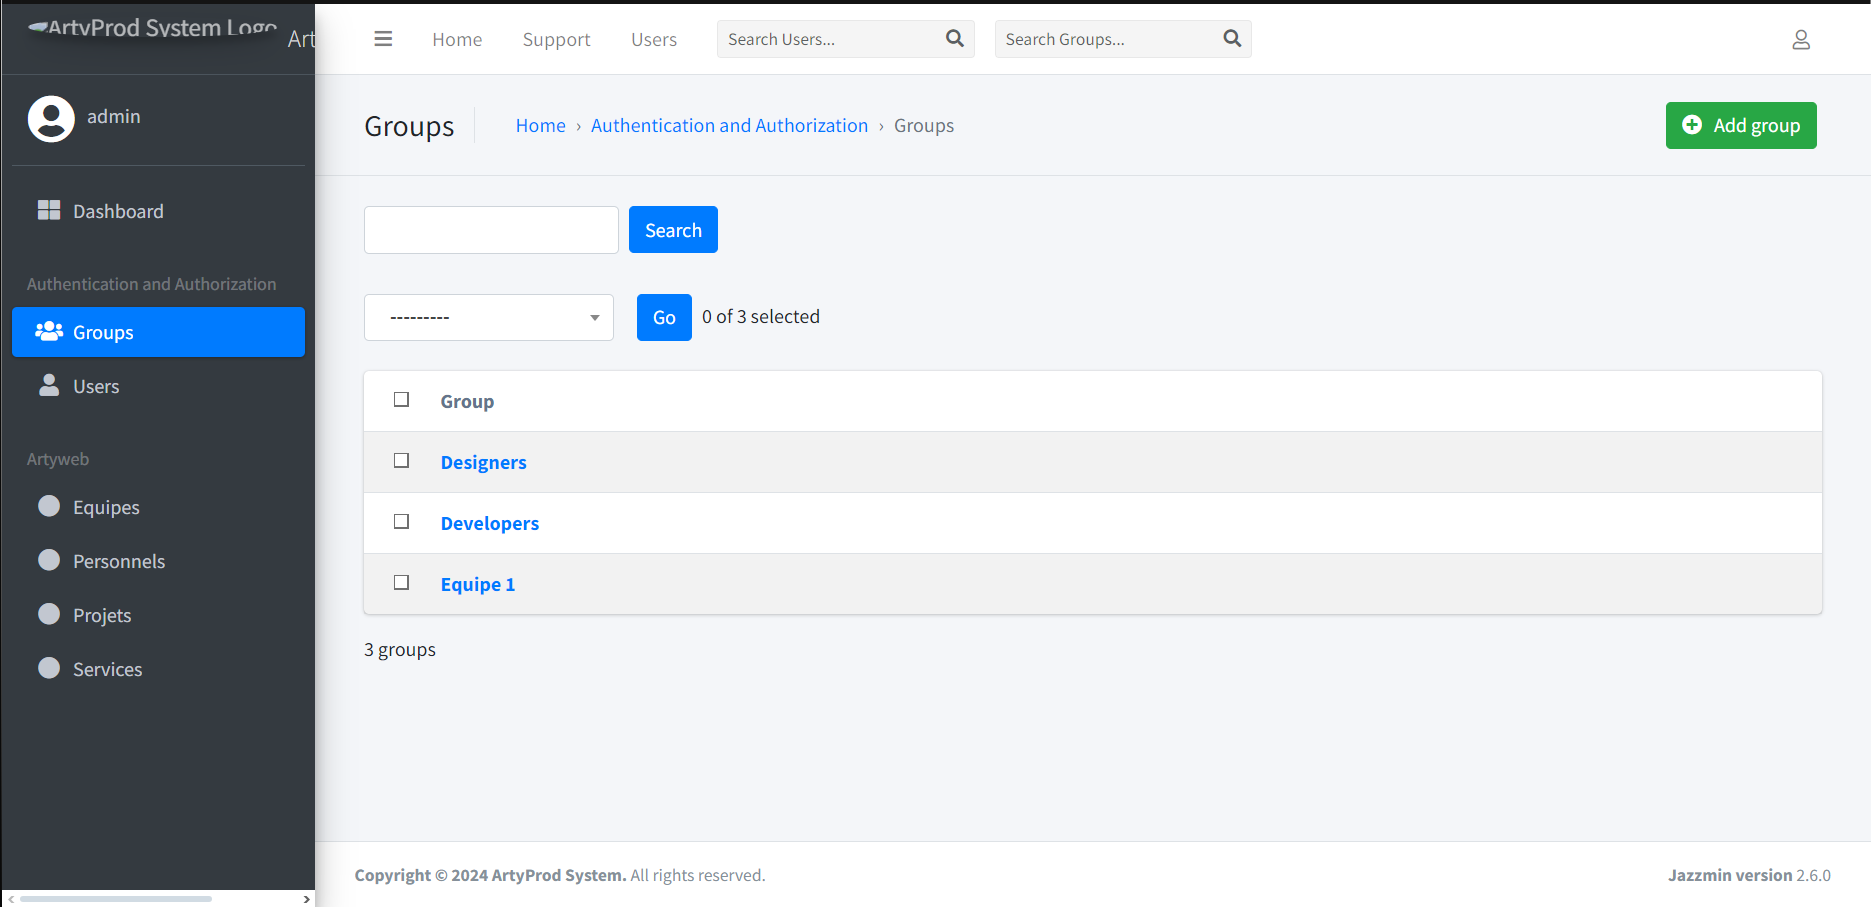 ArtyProd System Logo
Art
Home Support Users Search Users... Search Groups...
admin
Groups Home › Authentication and Authorization › Groups Add group
Dashboard
Search
Authentication and Authorization
Groups
Users
--------- Go 0 of 3 selected
Group
Designers
Developers
Equipe 1
3 groups
Artyweb
Equipes
Personnels
Projets
Services
Copyright © 2024 ArtyProd System. All rights reserved. Jazzmin version 2.6.0